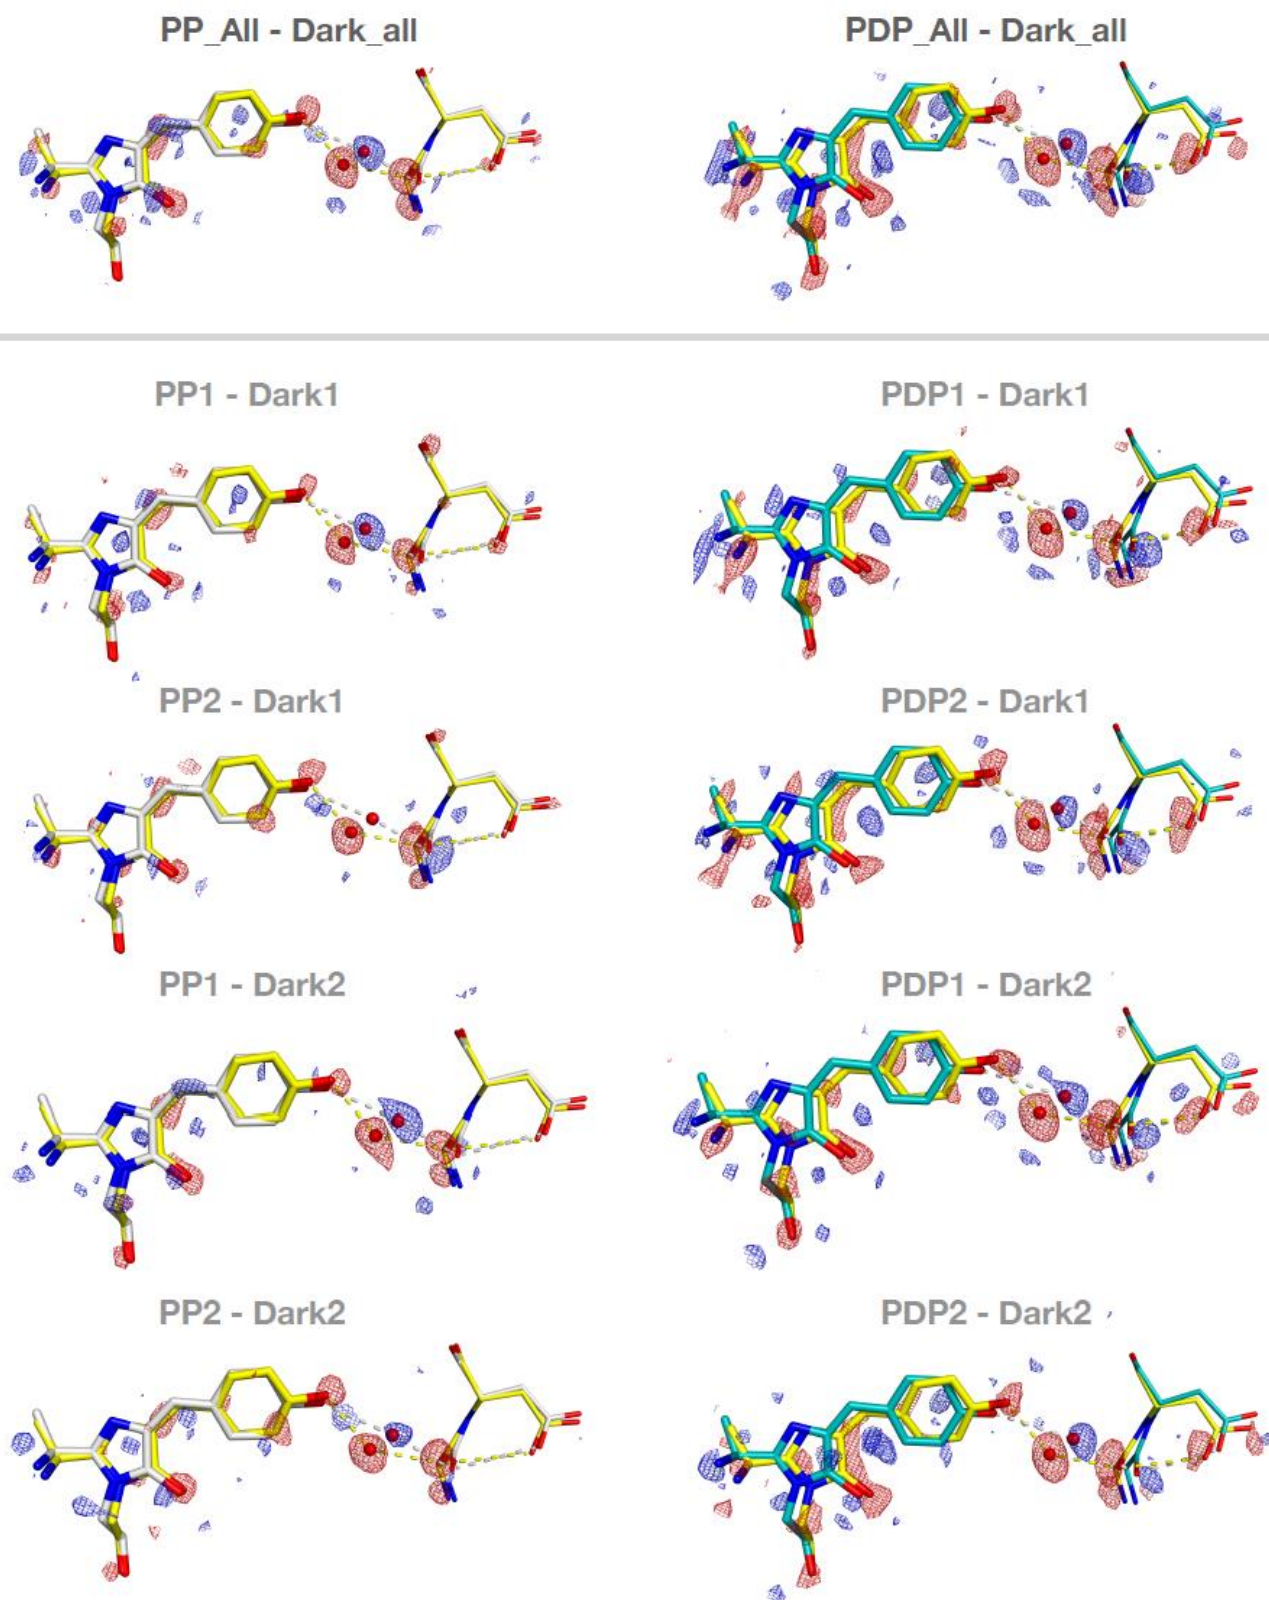 PP_All - Dark_all
PDP_All - Dark_all
PP1 - Dark1
PDP1 - Dark1
PP2 - Dark1
PDP2 - Dark1
PP1 - Dark2
PDP1 - Dark2
PP2 - Dark2
PDP2 - Dark2